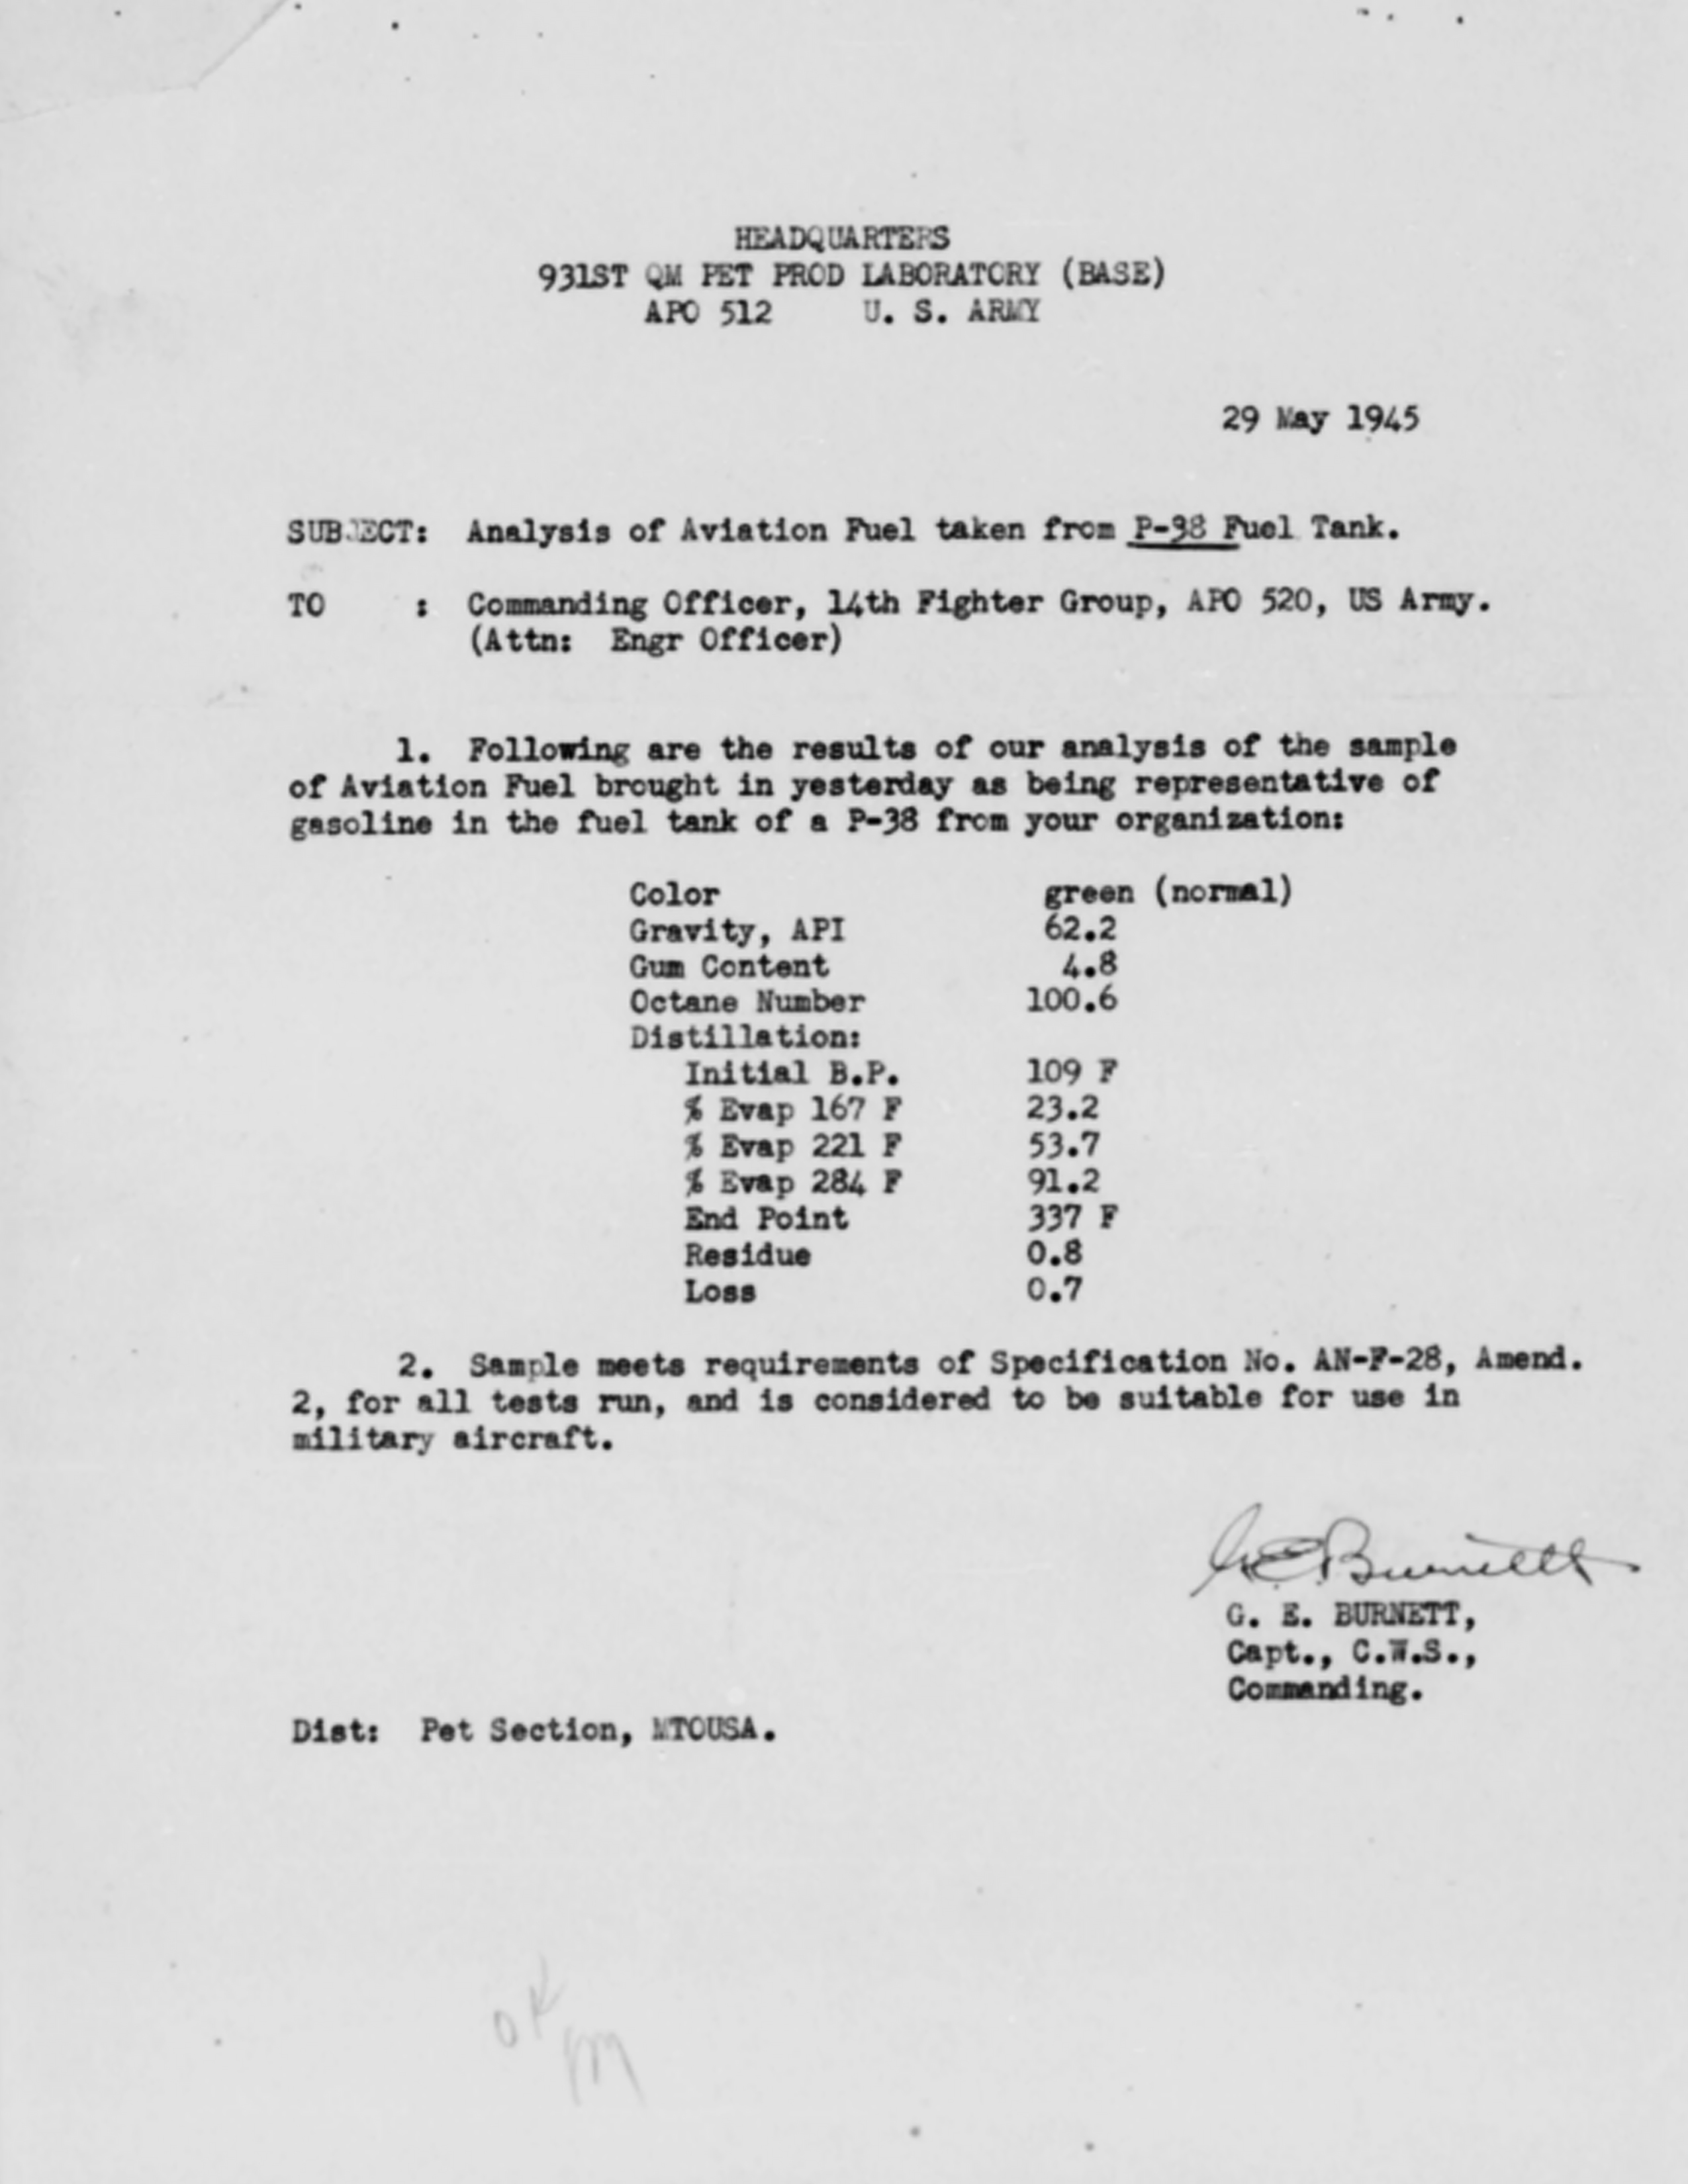 HEADQUARTERS
931ST QM PET PROD LABORATORY (BASE)
APO 512 U. S. ARMY
29 May 1945
SUBJECT: Analysis of Aviation Fuel taken from P-38 Fuel Tank.
TO : Commanding Officer, 14th Fighter Group, APO 520, US Army.
(Attn: Engr Officer)
1. Following are the results of our analysis of the sample
of Aviation Fuel brought in yesterday as being representative of
gasoline in the fuel tank of a P-38 from your organization:
Color green (normal)
Gravity, API 62.2
Gum Content 4.8
Octane Number 100.6
Distillation:
Initial B.P. 109 F
% Evap 167 F 23.2
% Evap 221 F 53.7
% Evap 284 F 91.2
End Point 337 F
Residue 0.8
Loss 0.7
2. Sample meets requirements of Specification No. AN-F-28, Amend.
2, for all tests run, and is considered to be suitable for use in
military aircraft.
G.E. Burnett
G. E. BURNETT,
Capt., C.W.S.,
Commanding.
Dist: Pet Section, MTOUSA.
OK
M